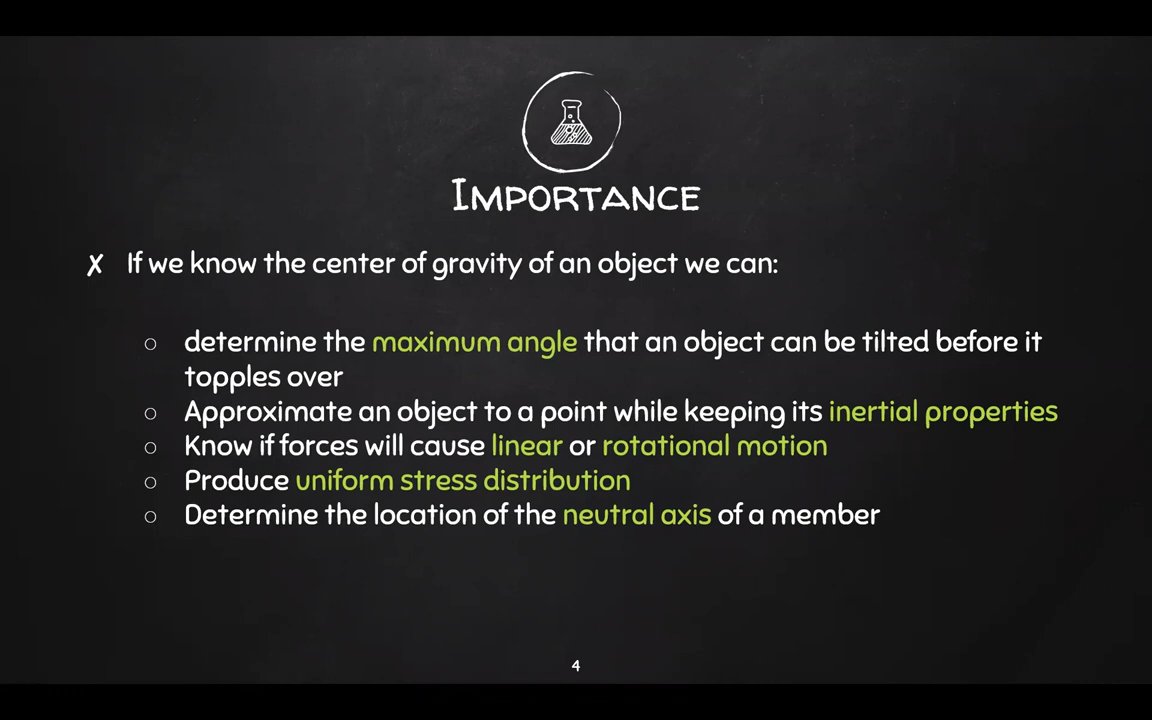 Importance
✗ If we know the center of gravity of an object we can:
○ determine the maximum angle that an object can be tilted before it
topples over
○ Approximate an object to a point while keeping its inertial properties
○ Know if forces will cause linear or rotational motion
○ Produce uniform stress distribution
○ Determine the location of the neutral axis of a member
4